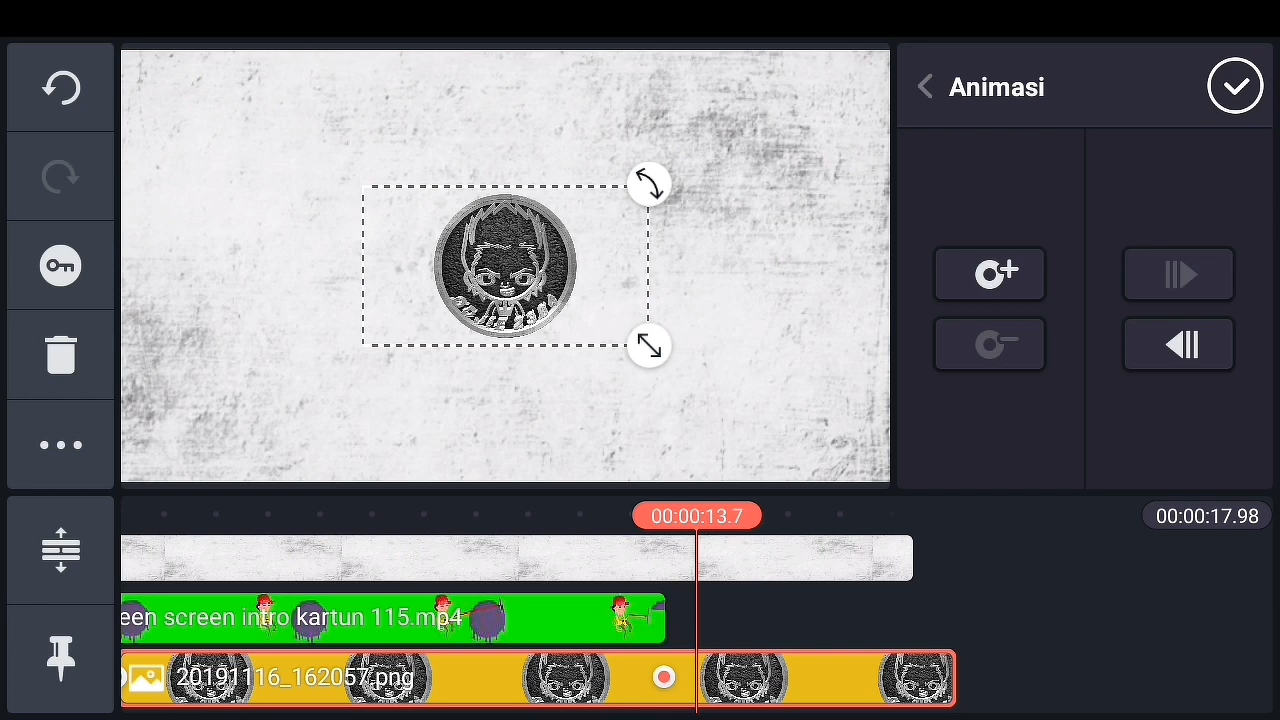 Animasi
00:00:13.7
00:00:17.98
een screen intro kartun 115.mp4
20191116_162057.png